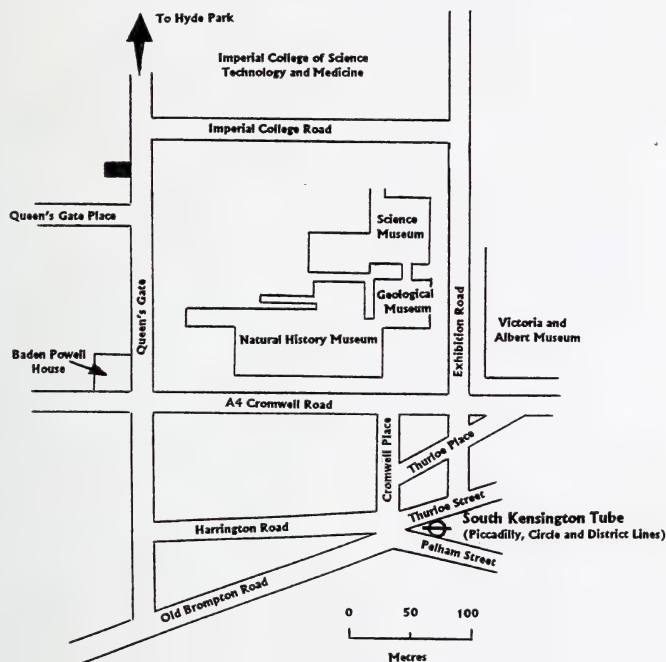 To Hyde Park
Imperial College of Science
Technology and Medicine
Imperial College Road
Queen's Gate Place
Science
Museum
Geological
Museum
Queen's Gate
Exhibition Road
Natural History Museum
Victoria and
Albert Museum
Baden Powell
House
A4 Cromwell Road
Cromwell Place
Thurloe Place
Thurloe Street
South Kensington Tube
(Piccadilly, Circle and District Lines)
Harrington Road
Pelham Street
Old Brompton Road
0 50 100
Metres